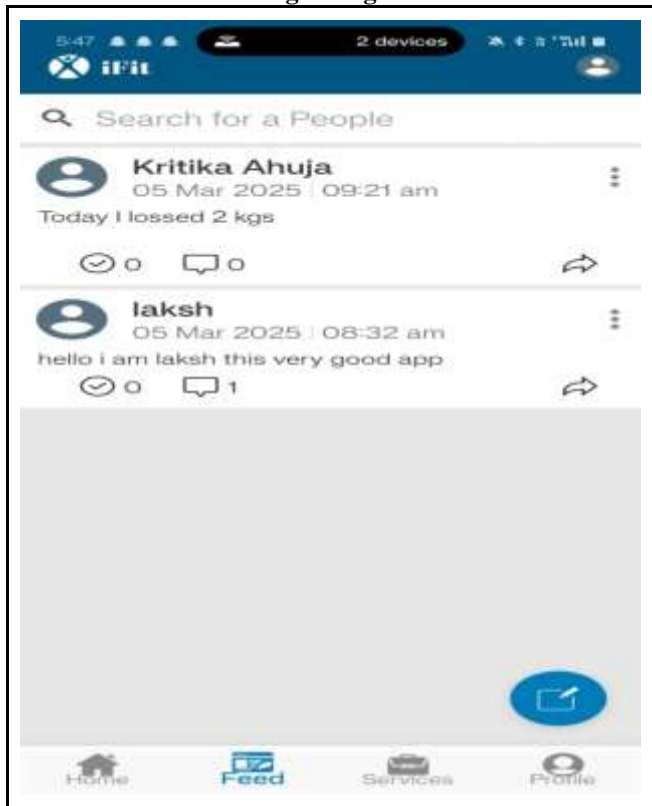 5:47 2 devices
iFit
Search for a People
Kritika Ahuja
05 Mar 2025 | 09:21 am
Today I lossed 2 kgs
0 0
laksh
05 Mar 2025 | 08:32 am
hello i am laksh this very good app
0 1
Home Feed Services Profile